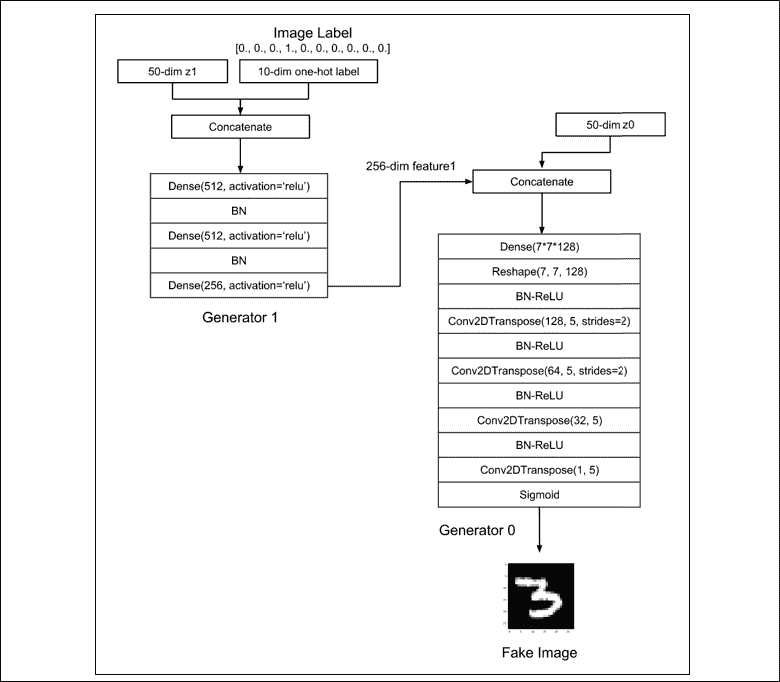 Image Label
[0., 0., 0., 1., 0., 0., 0., 0., 0., 0.]
50-dim z1
10-dim one-hot label
Concatenate
Dense(512, activation=‘relu’)
BN
Dense(512, activation=‘relu’)
BN
Dense(256, activation=‘relu’)
Generator 1
256-dim feature1
50-dim z0
Concatenate
Dense(7*7*128)
Reshape(7, 7, 128)
BN-ReLU
Conv2DTranspose(128, 5, strides=2)
BN-ReLU
Conv2DTranspose(64, 5, strides=2)
BN-ReLU
Conv2DTranspose(32, 5)
BN-ReLU
Conv2DTranspose(1, 5)
Sigmoid
Generator 0
3
Fake Image